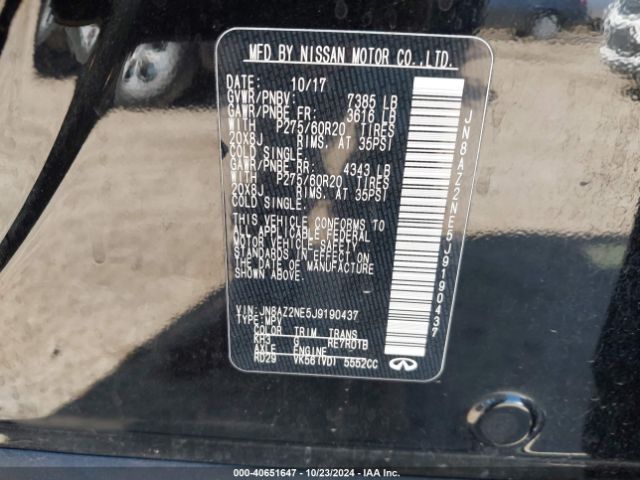 MFD BY NISSAN MOTOR CO.,LTD.
DATE: 10/17
GVWR/PNBV: 7385 LB
GAWR/PNBE FR: 3616 LB
WITH P275/60R20 TIRES
20X8J RIMS, AT 35PSI
COLD SINGLE.
GAWR/PNBE RR: 4343 LB
WITH P275/60R20 TIRES
20X8J RIMS, AT 35PSI
COLD SINGLE.
THIS VEHICLE CONFORMS TO
ALL APPLICABLE FEDERAL
MOTOR VEHICLE SAFETY
STANDARDS IN EFFECT ON
THE DATE OF MANUFACTURE
SHOWN ABOVE.
VIN: JN8AZ2NE5J9190437
TYPE: MPV
COLOR TRIM TRANS
KH3 G RE7R01B
AXLE ENGINE
RD29 VK56(VD) 5552CC
JN8AZ2NE5J9190437
INFINITI
000-40651647 - 10/23/2024 - IAA Inc.